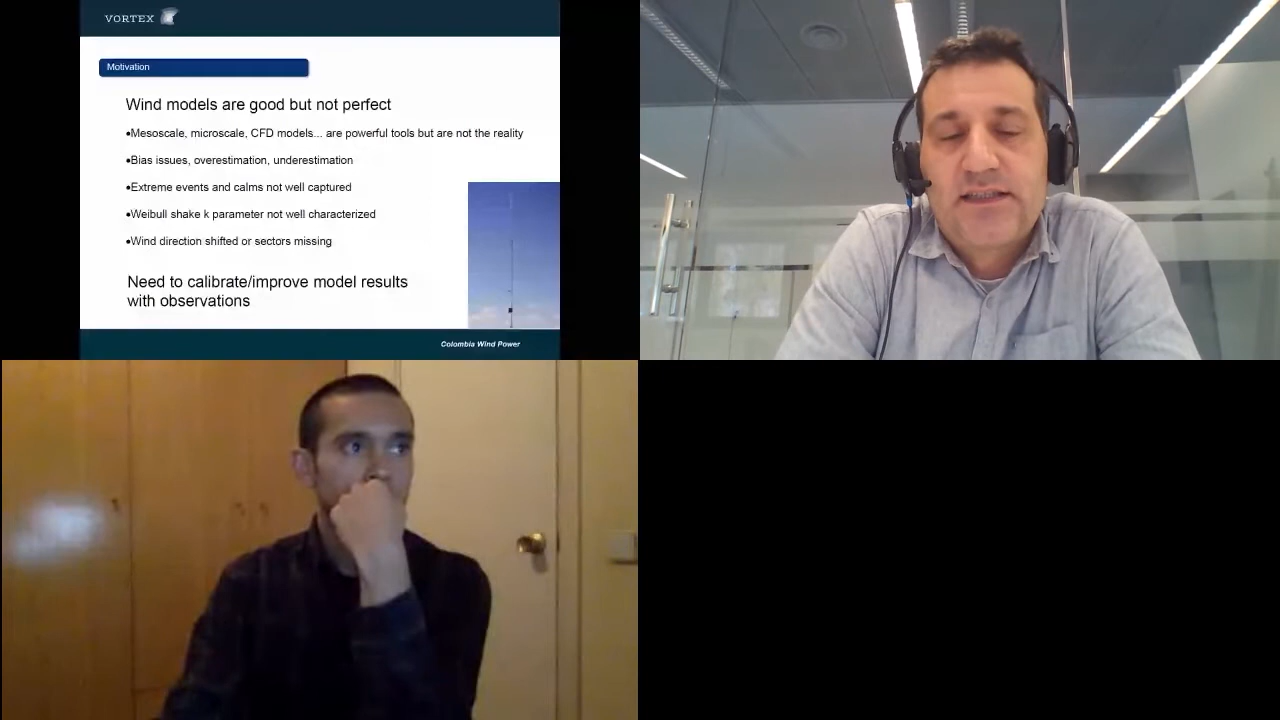 VORTEX
Motivation
Wind models are good but not perfect
•Mesoscale, microscale, CFD models... are powerful tools but are not the reality
•Bias issues, overestimation, underestimation
•Extreme events and calms not well captured
•Weibull shake k parameter not well characterized
•Wind direction shifted or sectors missing
Need to calibrate/improve model results
with observations
Colombia Wind Power